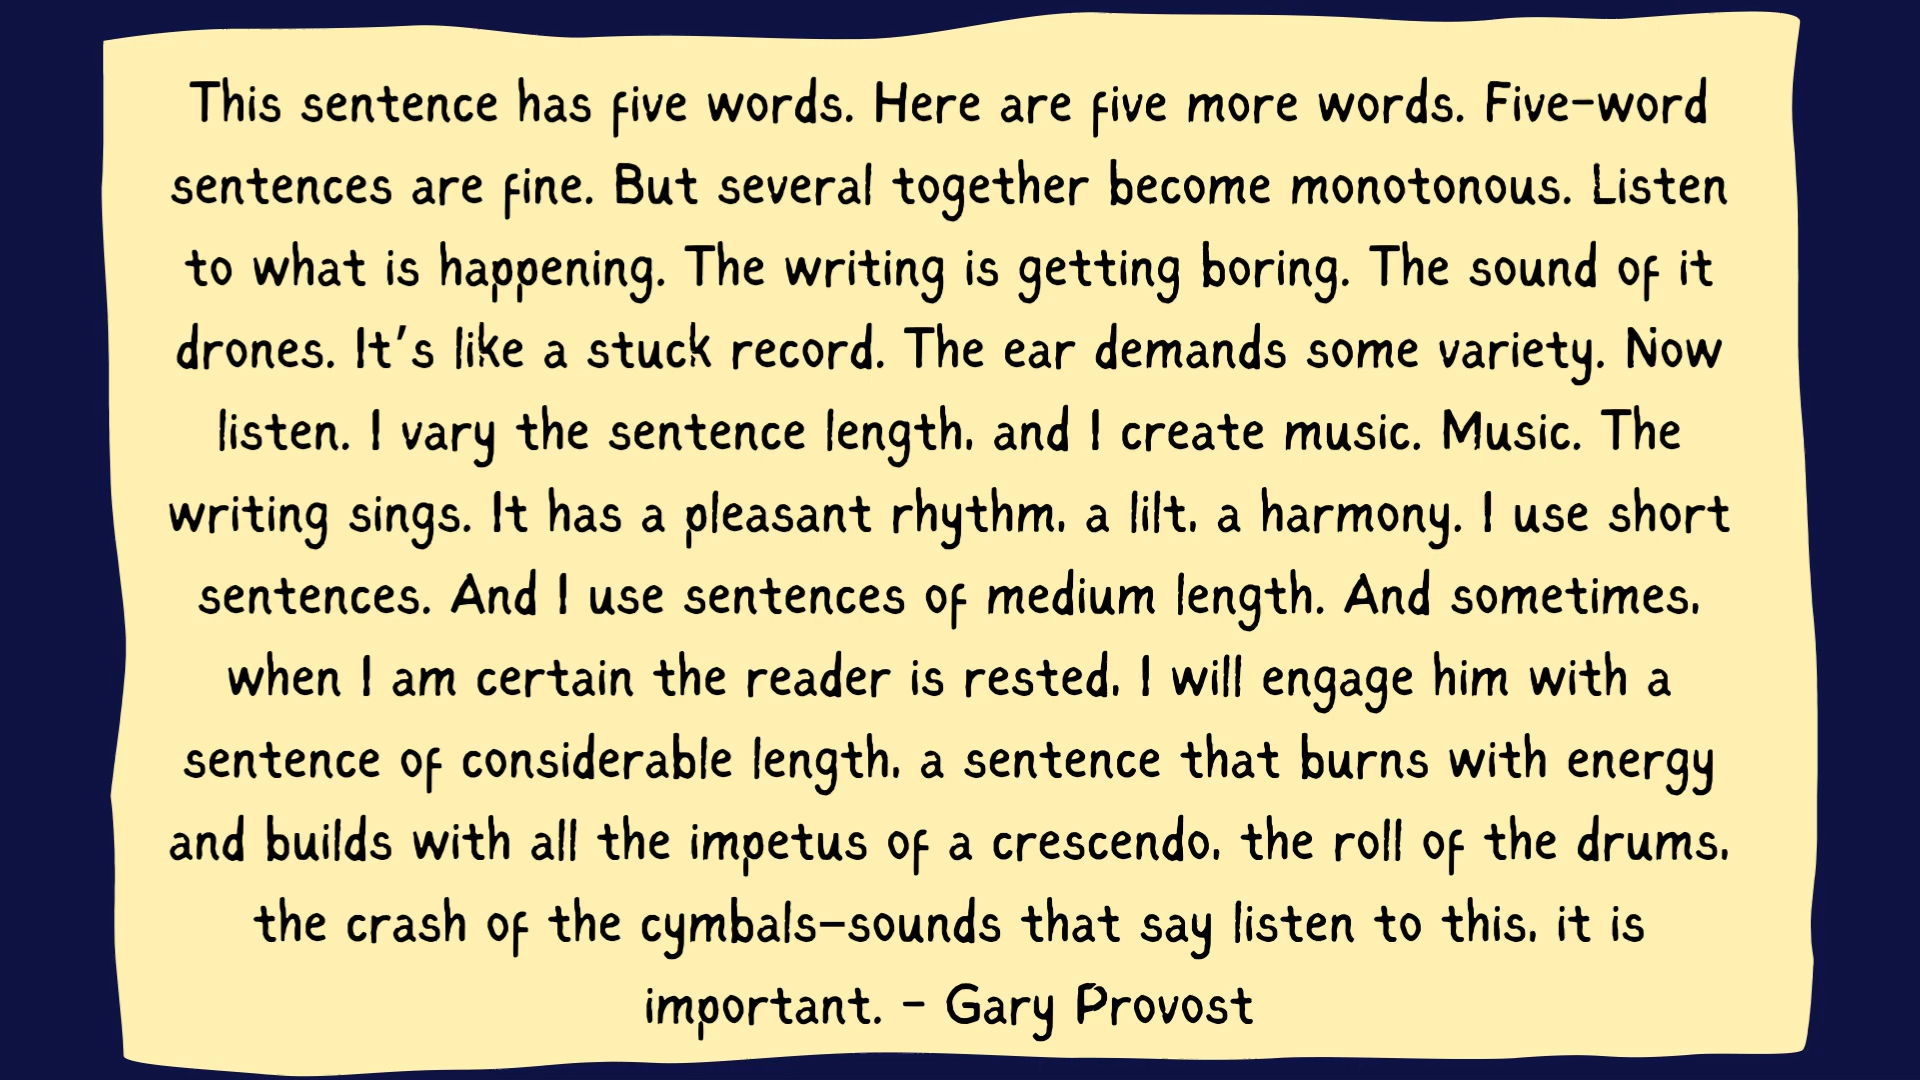 This sentence has five words. Here are five more words. Five-word
sentences are fine. But several together become monotonous. Listen
to what is happening. The writing is getting boring. The sound of it
drones. It's like a stuck record. The ear demands some variety. Now
listen. I vary the sentence length, and I create music. Music. The
writing sings. It has a pleasant rhythm, a lilt, a harmony. I use short
sentences. And I use sentences of medium length. And sometimes,
when I am certain the reader is rested, I will engage him with a
sentence of considerable length, a sentence that burns with energy
and builds with all the impetus of a crescendo, the roll of the drums,
the crash of the cymbals–sounds that say listen to this, it is
important. - Gary Provost